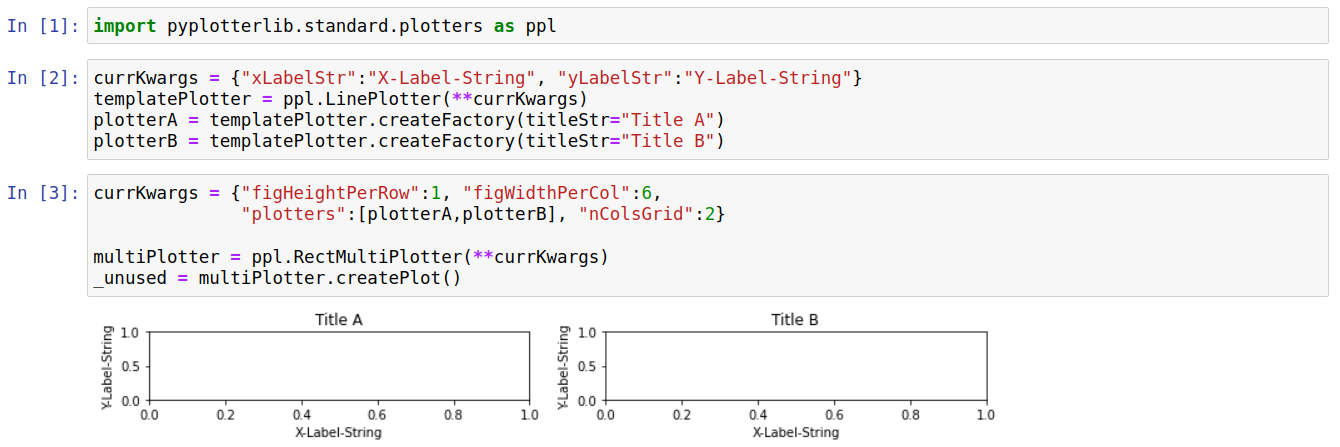 In [1]: import pyplotterlib.standard.plotters as ppl
In [2]: currKwargs = {"xLabelStr":"X-Label-String", "yLabelStr":"Y-Label-String"}
templatePlotter = ppl.LinePlotter(**currKwargs)
plotterA = templatePlotter.createFactory(titleStr="Title A")
plotterB = templatePlotter.createFactory(titleStr="Title B")
In [3]: currKwargs = {"figHeightPerRow":1, "figWidthPerCol":6,
"plotters":[plotterA,plotterB], "nColsGrid":2}
multiPlotter = ppl.RectMultiPlotter(**currKwargs)
_unused = multiPlotter.createPlot()
Title A
Y-Label-String
1.0
0.5
0.0
0.0 0.2 0.4 0.6 0.8 1.0
X-Label-String
Title B
Y-Label-String
1.0
0.5
0.0
0.0 0.2 0.4 0.6 0.8 1.0
X-Label-String